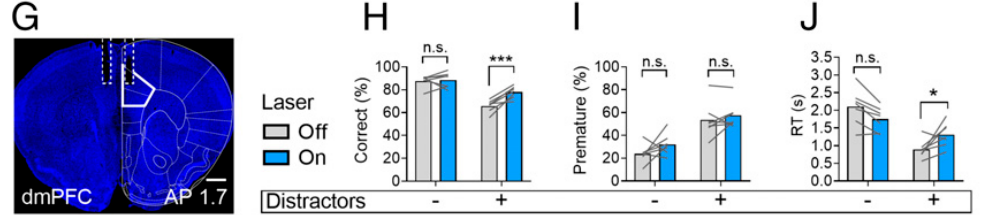 G
dmPFC
AP 1.7
Laser
Off
On
H
Correct (%)
100
80
60
40
20
0
n.s.
***
I
Premature (%)
100
80
60
40
20
0
n.s.
n.s.
J
RT (s)
3.5
3.0
2.5
2.0
1.5
1.0
0.5
0.0
n.s.
*
Distractors - + - + - +